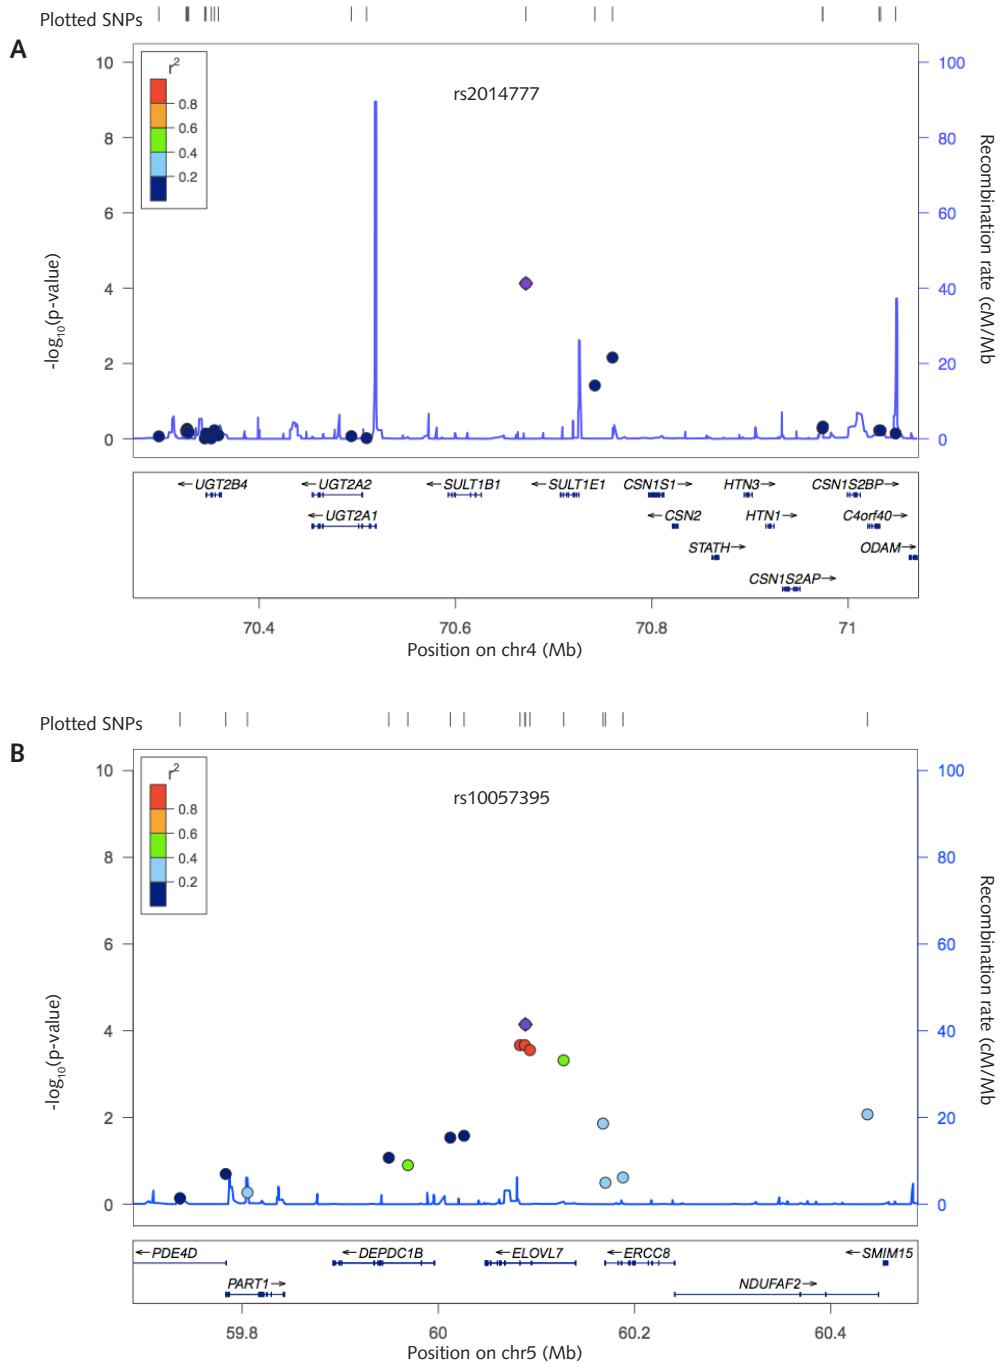 Plotted SNPs
A
r2
0.8
0.6
0.4
0.2
rs2014777
10
8
6
4
2
0
-log10(p-value)
100
80
60
40
20
0
Recombination rate (cM/Mb
←UGT2B4 ←UGT2A2 ←SULT1B1 ←SULT1E1 CSN1S1→ HTN3→ CSN1S2BP→
←UGT2A1 ←CSN2 HTN1→ C4orf40→
STATH→ ODAM→
CSN1S2AP→
70.4 70.6 70.8 71
Position on chr4 (Mb)
Plotted SNPs
B
r2
0.8
0.6
0.4
0.2
rs10057395
10
8
6
4
2
0
-log10(p-value)
100
80
60
40
20
0
Recombination rate (cM/Mb
←PDE4D ←DEPDC1B ←ELOVL7 ←ERCC8 ←SMIM15
PART1→ NDUFAF2→
59.8 60 60.2 60.4
Position on chr5 (Mb)